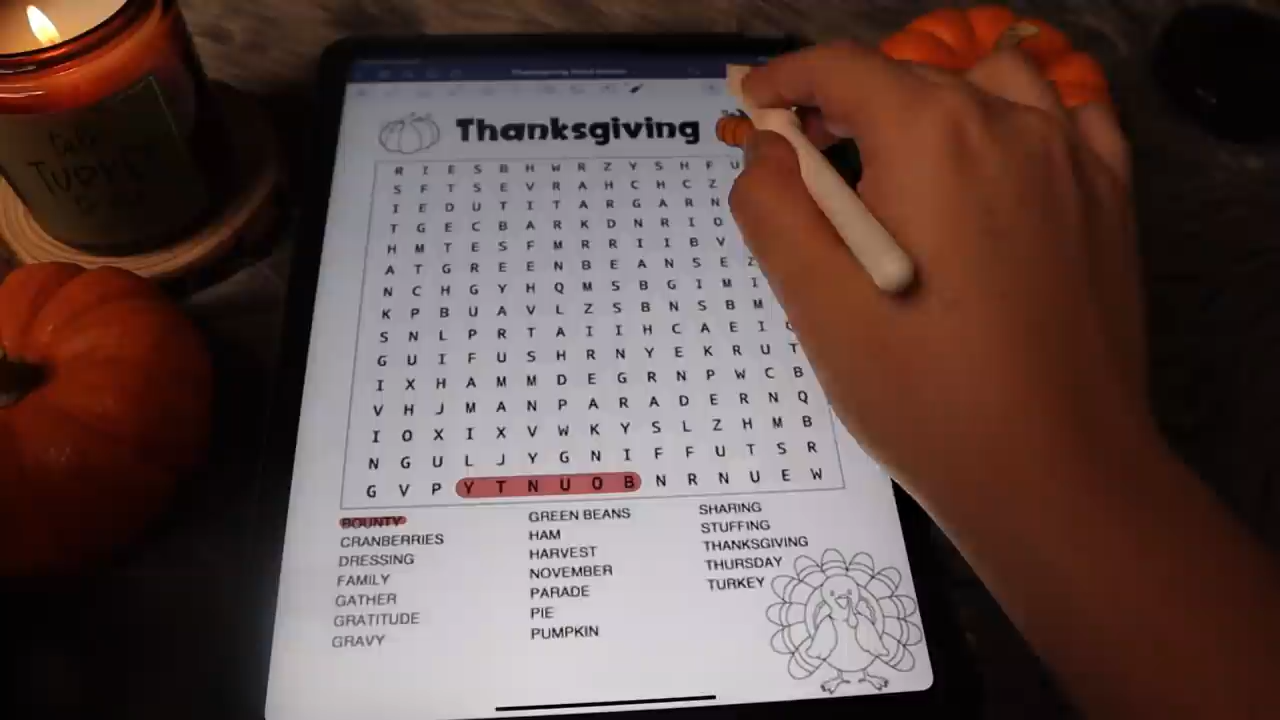 Thanksgiving
R I E S B H W R Z Y S H F U
S F T S E V R A H C H C Z
I E D U T I T A R G A R N
T G E C B A R K D N R I O
H M T E S F M R R I I B V
A T G R E E N B E A N S E Z
N C H G Y H Q M S B G I M I
K P B U A V L Z S B N S B M
S N L P R T A I I H C A E I
G U I F U S H R N Y E K R U T
I X H A M M D E G R N P W C B
V H J M A N P A R A D E R N Q
I O X I X V W K Y S L Z H M B
N G U L J Y G N I F F U T S R
G V P Y T N U O B N R N U E W
BOUNTY
CRANBERRIES
DRESSING
FAMILY
GATHER
GRATITUDE
GRAVY
GREEN BEANS
HAM
HARVEST
NOVEMBER
PARADE
PIE
PUMPKIN
SHARING
STUFFING
THANKSGIVING
THURSDAY
TURKEY